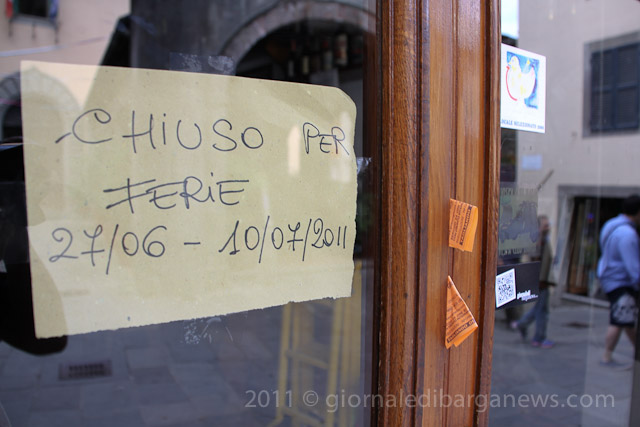 CHIUSO PER
FERIE
27/06 - 10/07/2011
2011 © giornaledibarganews.com